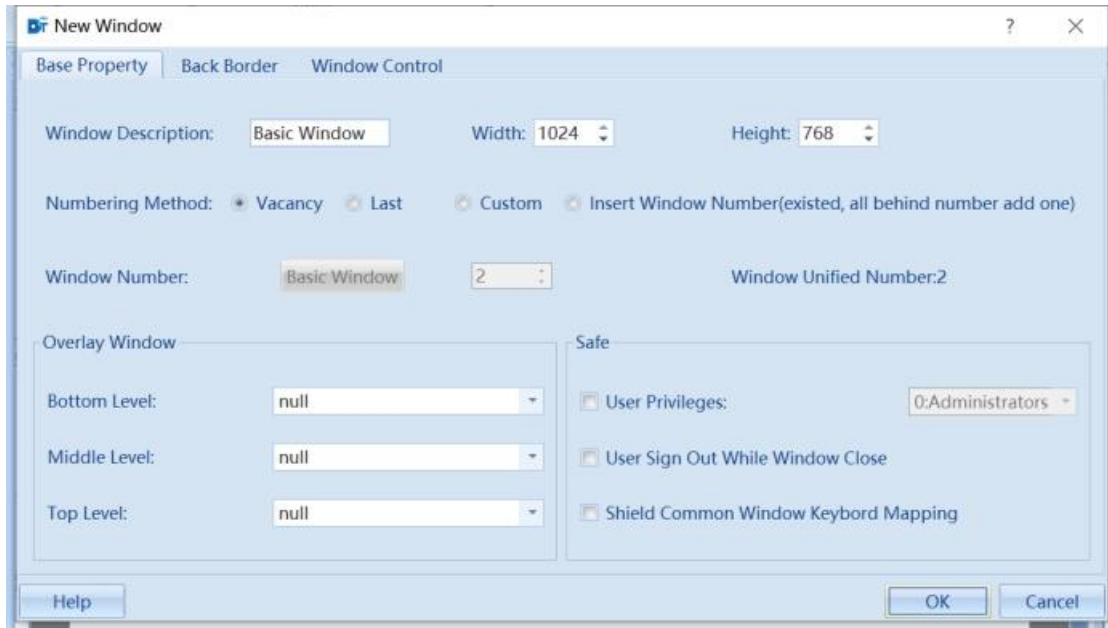 DT New Window ?
Base Property Back Border Window Control
Window Description: Basic Window Width: 1024 Height: 768
Numbering Method: Vacancy Last Custom Insert Window Number(existed, all behind number add one)
Window Number: Basic Window 2 Window Unified Number:2
Overlay Window Safe
Bottom Level: null User Privileges: 0:Administrators
Middle Level: null User Sign Out While Window Close
Top Level: null Shield Common Window Keybord Mapping
Help OK Cancel